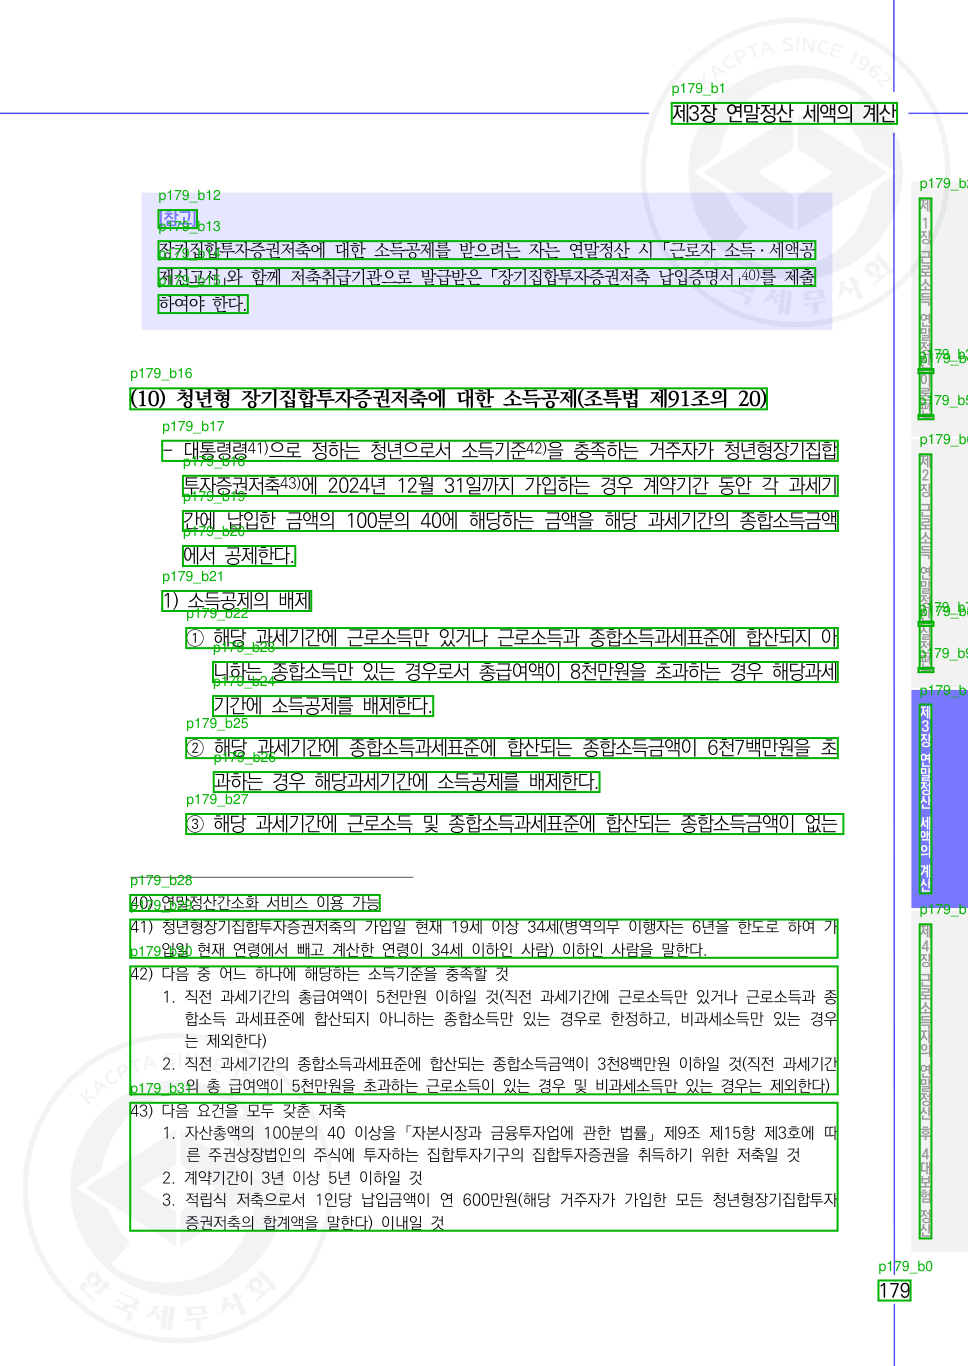 p179_b1
제3장 연말정산 세액의 계산
p179_b12
참고
p179_b13
장기집합투자증권저축에 대한 소득공제를 받으려는 자는 연말정산 시 「근로자 소득·세액공
제신고서」와 함께 저축취급기관으로 발급받은 「장기집합투자증권저축 납입증명서」40)를 제출
하여야 한다.
p179_b16
(10) 청년형 장기집합투자증권저축에 대한 소득공제(조특법 제91조의 20)
p179_b17
- 대통령령41)으로 정하는 청년으로서 소득기준42)을 충족하는 거주자가 청년형장기집합
p179_b18
투자증권저축43)에 2024년 12월 31일까지 가입하는 경우 계약기간 동안 각 과세기
p179_b19
간에 납입한 금액의 100분의 40에 해당하는 금액을 해당 과세기간의 종합소득금액
p179_b20
에서 공제한다.
p179_b21
1) 소득공제의 배제
p179_b22
① 해당 과세기간에 근로소득만 있거나 근로소득과 종합소득과세표준에 합산되지 아
p179_b23
니하는 종합소득만 있는 경우로서 총급여액이 8천만원을 초과하는 경우 해당과세
p179_b24
기간에 소득공제를 배제한다.
p179_b25
② 해당 과세기간에 종합소득과세표준에 합산되는 종합소득금액이 6천7백만원을 초
p179_b26
과하는 경우 해당과세기간에 소득공제를 배제한다.
p179_b27
③ 해당 과세기간에 근로소득 및 종합소득과세표준에 합산되는 종합소득금액이 없는
p179_b28
40) 연말정산간소화 서비스 이용 가능
p179_b29
41) 청년형장기집합투자증권저축의 가입일 현재 19세 이상 34세(병역의무 이행자는 6년을 한도로 하여 가
입일 현재 연령에서 빼고 계산한 연령이 34세 이하인 사람) 이하인 사람을 말한다.
p179_b30
42) 다음 중 어느 하나에 해당하는 소득기준을 충족할 것
1. 직전 과세기간의 총급여액이 5천만원 이하일 것(직전 과세기간에 근로소득만 있거나 근로소득과 종
합소득 과세표준에 합산되지 아니하는 종합소득만 있는 경우로 한정하고, 비과세소득만 있는 경우
는 제외한다)
2. 직전 과세기간의 종합소득과세표준에 합산되는 종합소득금액이 3천8백만원 이하일 것(직전 과세기간
의 총 급여액이 5천만원을 초과하는 근로소득이 있는 경우 및 비과세소득만 있는 경우는 제외한다)
p179_b31
43) 다음 요건을 모두 갖춘 저축
1. 자산총액의 100분의 40 이상을 「자본시장과 금융투자업에 관한 법률」 제9조 제15항 제3호에 따
른 주권상장법인의 주식에 투자하는 집합투자기구의 집합투자증권을 취득하기 위한 저축일 것
2. 계약기간이 3년 이상 5년 이하일 것
3. 적립식 저축으로서 1인당 납입금액이 연 600만원(해당 거주자가 가입한 모든 청년형장기집합투자
증권저축의 합계액을 말한다) 이내일 것
제1장 근로소득 연말정산
제2장 근로소득 연말정산
제3장 연말정산 세액의 계산
제4장 근로소득자의 연말정산 후 4대보험 정산
p179_b0
179
KACPTA SINCE 1962
한국세무사회
KACPTA
한국세무사회